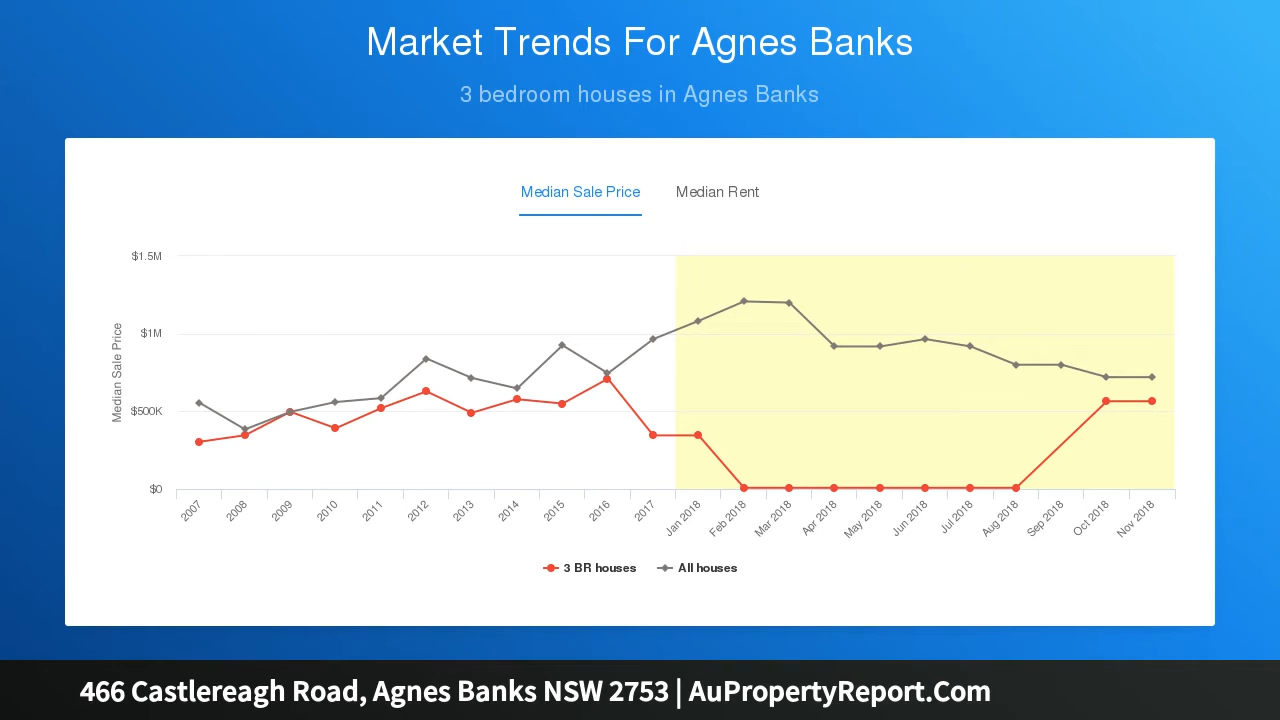 Market Trends For Agnes Banks
3 bedroom houses in Agnes Banks
Median Sale Price
Median Rent
Median Sale Price
$1.5M
$1M
$500K
$0
2007
2008
2009
2010
2011
2012
2013
2014
2015
2016
2017
Jan 2018
Feb 2018
Mar 2018
Apr 2018
May 2018
Jun 2018
Jul 2018
Aug 2018
Sep 2018
Oct 2018
Nov 2018
3 BR houses
All houses
466 Castlereagh Road, Agnes Banks NSW 2753 | AuPropertyReport.Com